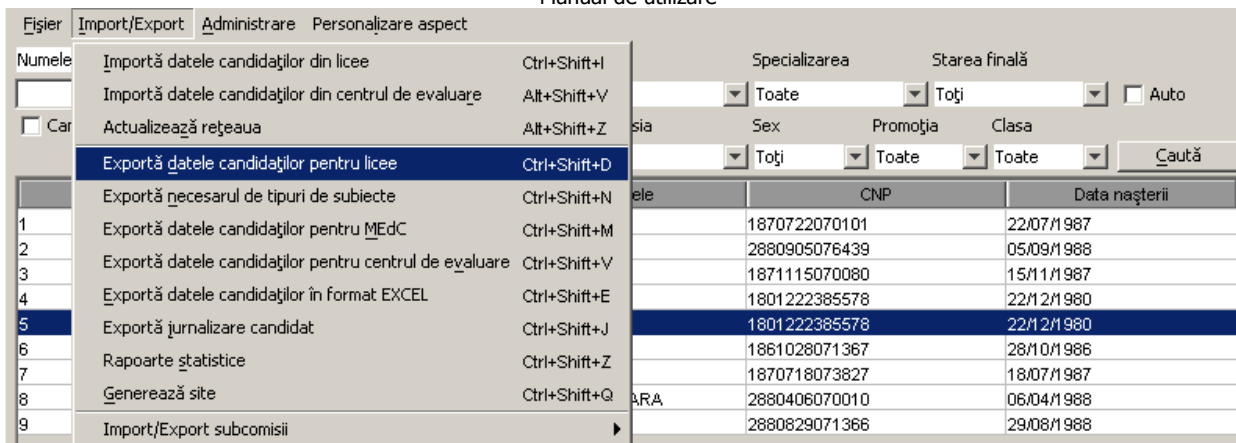 Manual de utilizare
Fişier Import/Export Administrare Personalizare aspect
Numele Specializarea Starea finală
Importă datele candidaţilor din licee Ctrl+Shift+I
Importă datele candidaţilor din centrul de evaluare Alt+Shift+V Toate Toţi Auto
Car Actualizează reţeaua Alt+Shift+Z sia Sex Promoţia Clasa
Exportă datele candidaţilor pentru licee Ctrl+Shift+D Toţi Toate Toate Caută
Exportă necesarul de tipuri de subiecte Ctrl+Shift+N ele CNP Data naşterii
1 Exportă datele candidaţilor pentru MEdC Ctrl+Shift+M 1870722070101 22/07/1987
2 2880905076439 05/09/1988
3 Exportă datele candidaţilor pentru centrul de evaluare Ctrl+Shift+V 1871115070080 15/11/1987
4 Exportă datele candidaţilor în format EXCEL Ctrl+Shift+E 1801222385578 22/12/1980
5 Exportă jurnalizare candidat Ctrl+Shift+J 1801222385578 22/12/1980
6 Rapoarte statistice Ctrl+Shift+Z 1861028071367 28/10/1986
7 1870718073827 18/07/1987
8 Generează site Ctrl+Shift+Q ARA 2880406070010 06/04/1988
9 Import/Export subcomisii 2880829071366 29/08/1988